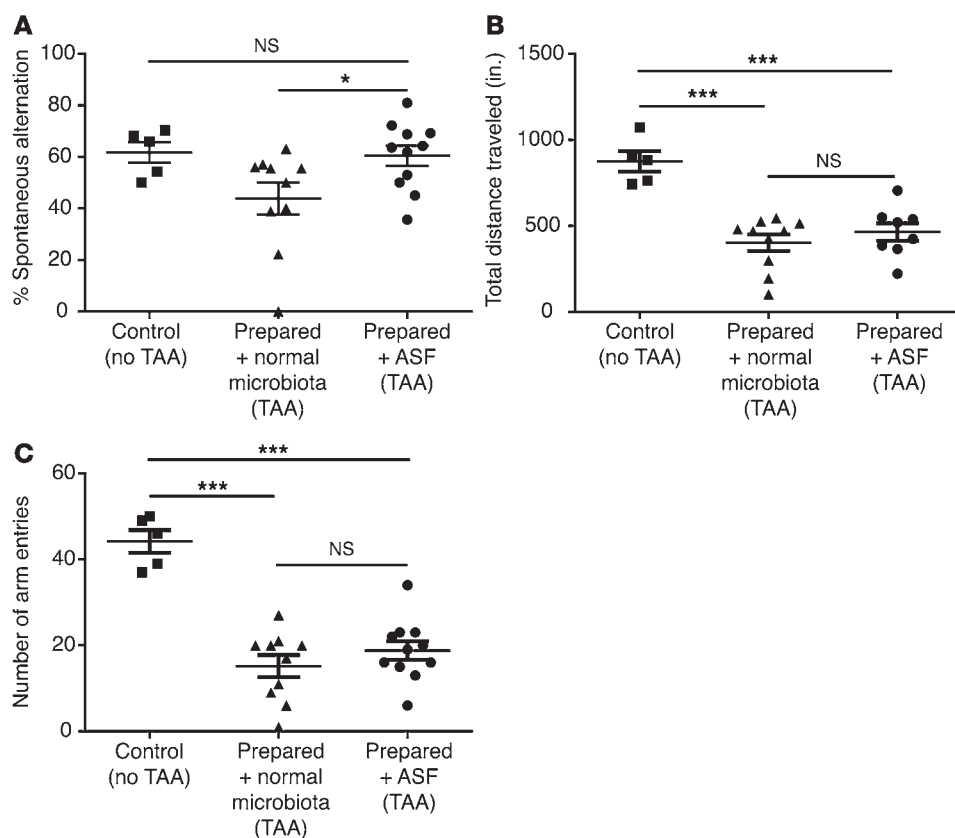 A
% Spontaneous alternation
100
80
60
40
20
0
NS
*
Control
(no TAA)
Prepared
+ normal
microbiota
(TAA)
Prepared
+ ASF
(TAA)
B
Total distance traveled (in.)
1500
1000
500
0
***
***
NS
Control
(no TAA)
Prepared
+ normal
microbiota
(TAA)
Prepared
+ ASF
(TAA)
C
Number of arm entries
60
40
20
0
***
***
NS
Control
(no TAA)
Prepared
+ normal
microbiota
(TAA)
Prepared
+ ASF
(TAA)